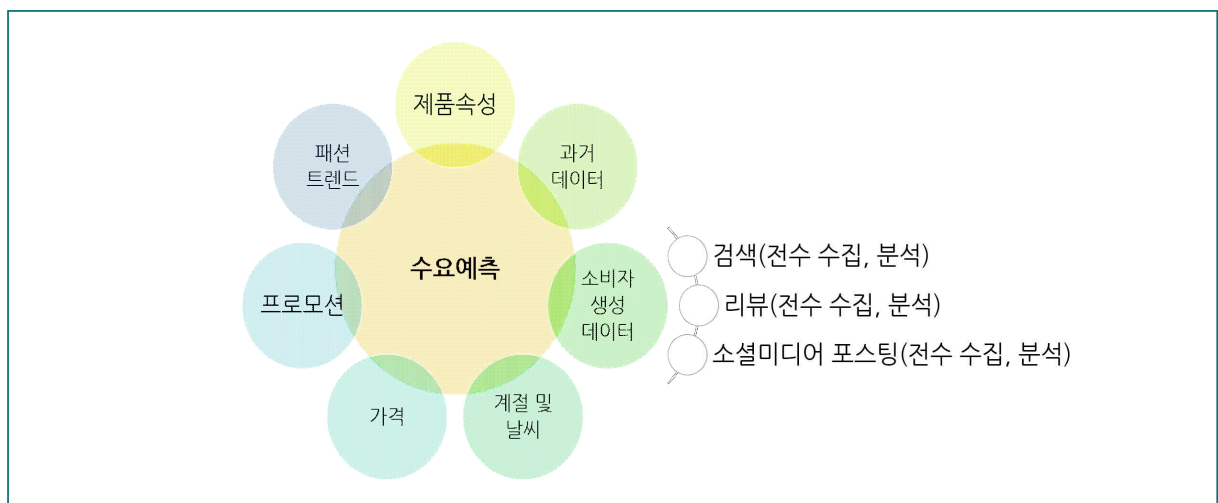 제품속성
패션
트렌드
과거
데이터
수요예측
프로모션
소비자
생성
데이터
가격
계절 및
날씨
검색(전수 수집, 분석)
리뷰(전수 수집, 분석)
소셜미디어 포스팅(전수 수집, 분석)